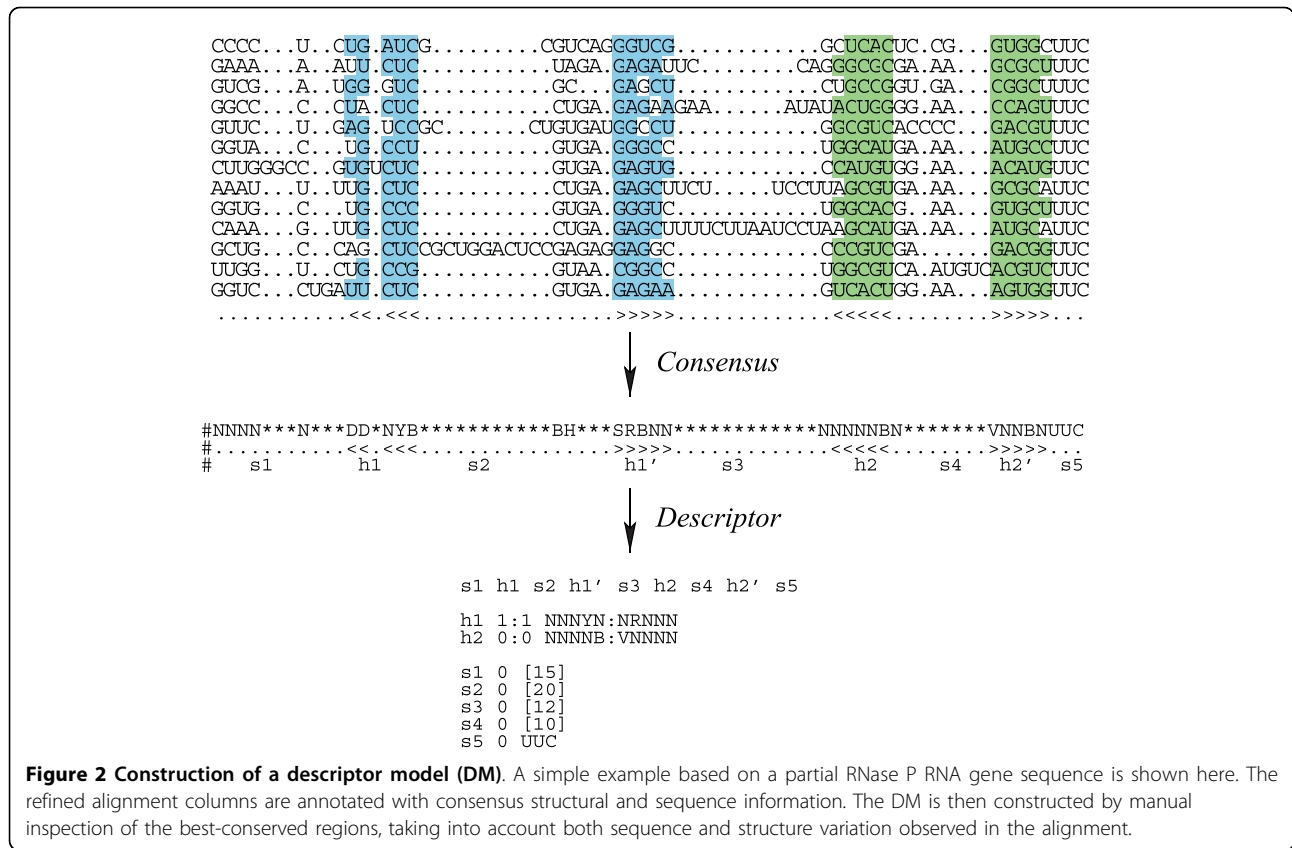 CCCC...U..CUG.AUCG.........CGUCAGGGUCG............GCUCACUC.CG...GUGGCUUC
GAAA...A..AUU.CUC...........UAGA.GAGAUUC........CAGGGCGCGA.AA...GCGCUUUC
GUCG...A..UGG.GUC...........GC...GAGCU............CUGCCGGU.GA...CGGCUUUC
GGCC...C..CUA.CUC...........CUGA.GAGAAGAA......AUAUACUGGGG.AA...CCAGUUUC
GUUC...U..GAG.UCCGC.......CUGUGAUGGCCU............GGCGUCACCCC...GACGUUUC
GGUA...C...UG.CCU...........GUGA.GGGCC............UGGCAUGA.AA...AUGCCUUC
CUUGGGCC..GUGUCUC...........GUGA.GAGUG............CCAUGUGG.AA...ACAUGUUC
AAAU...U..UUG.CUC...........CUGA.GAGCUUCU.....UCCUUAGCGUGA.AA...GCGCAUUC
GGUG...C...UG.CCC...........GUGA.GGGUC............UGGCACG..AA...GUGCUUUC
CAAA...G..UUG.CUC...........CUGA.GAGCUUUUCUUAAUCCUAAGCAUGA.AA...AUGCAUUC
GCUG...C..CAG.CUCCGCUGGACUCCGAGAGGAGGC............CCCGUCGA......GACGGUUC
UUGG...U..CUG.CCG...........GUAA.CGGCC............UGGCGUCA.AUGUCACGUCUUC
GGUC...CUGAUU.CUC...........GUGA.GAGAA............GUCACUGG.AA...AGUGGUUC
...........<<.<<<................>>>>>.............<<<<<........>>>>>...
Consensus
#NNNN***N***DD*NYB***********BH***SRBNN************NNNNNBN*******VNNBNUUC
#...........<<.<<<................>>>>>.............<<<<<........>>>>>...
# s1 h1 s2 h1' s3 h2 s4 h2' s5
Descriptor
s1 h1 s2 h1' s3 h2 s4 h2' s5
h1 1:1 NNNYN:NRNNN
h2 0:0 NNNNB:VNNNN
s1 0 [15]
s2 0 [20]
s3 0 [12]
s4 0 [10]
s5 0 UUC
Figure 2 Construction of a descriptor model (DM). A simple example based on a partial RNase P RNA gene sequence is shown here. The
refined alignment columns are annotated with consensus structural and sequence information. The DM is then constructed by manual
inspection of the best-conserved regions, taking into account both sequence and structure variation observed in the alignment.